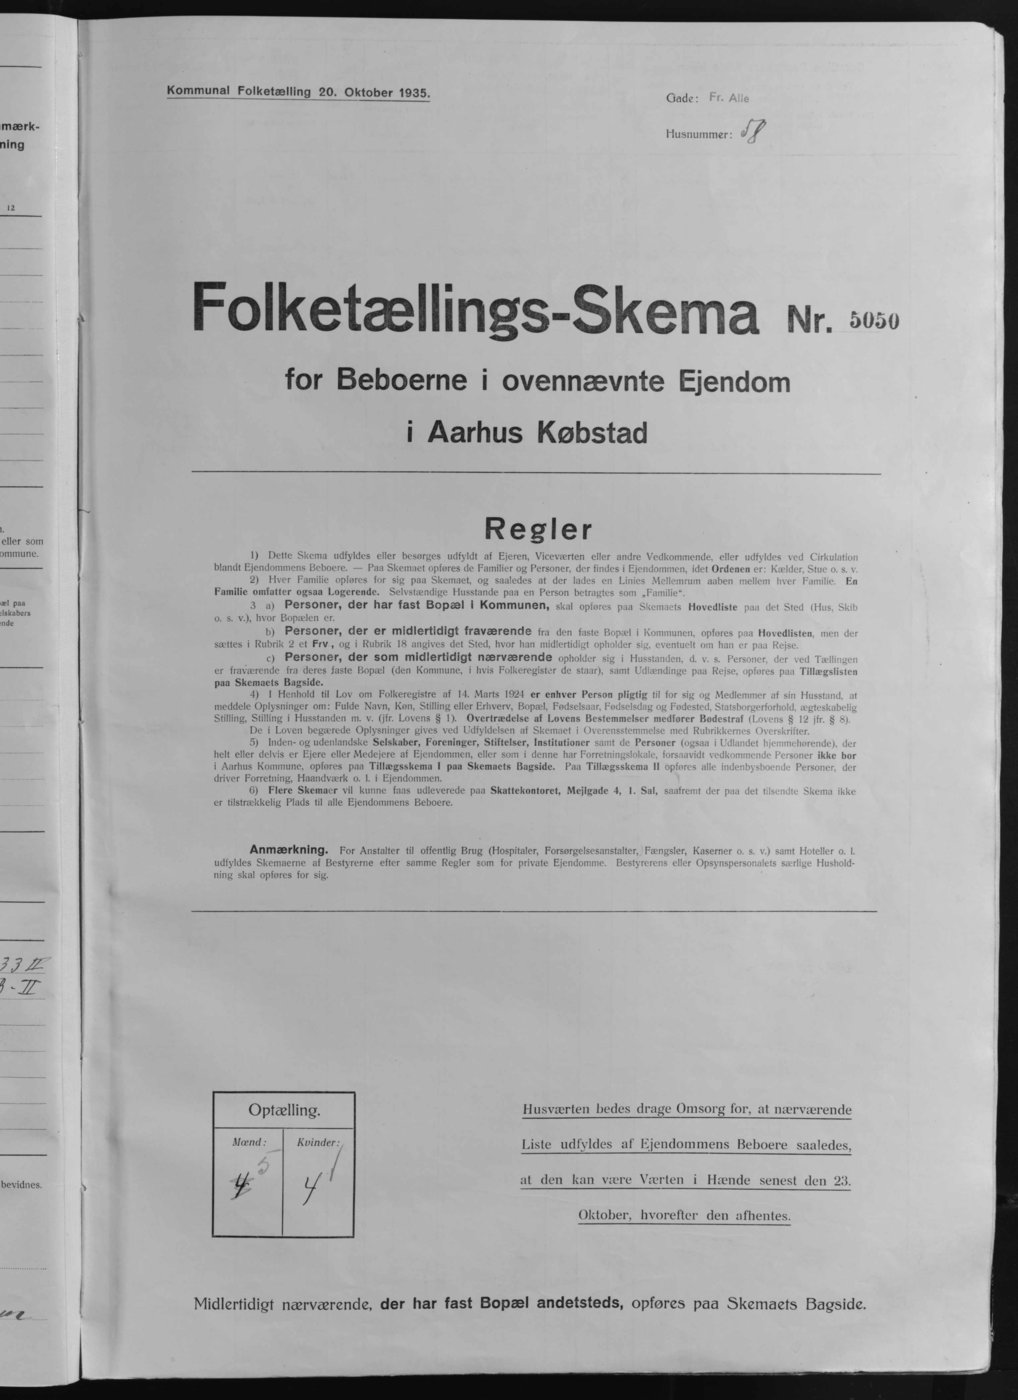 mærk-
ning
12
eller som
ommune.
æl paa
elskabers
ende
33 II
3 - II
bevidnes.
Kommunal Folketælling 20. Oktober 1935.
Gade: Fr. Alle
Husnummer: 58
Folketællings-Skema Nr. 5050
for Beboerne i ovennævnte Ejendom
i Aarhus Købstad
Regler
1) Dette Skema udfyldes eller besørges udfyldt af Ejeren, Viceværten eller andre Vedkommende, eller udfyldes ved Cirkulation
blandt Ejendommens Beboere. — Paa Skemaet opføres de Familier og Personer, der findes i Ejendommen, idet Ordenen er: Kælder, Stue o. s. v.
2) Hver Familie opføres for sig paa Skemaet, og saaledes at der lades en Linies Mellemrum aaben mellem hver Familie. En
Familie omfatter ogsaa Logerende. Selvstændige Husstande paa en Person betragtes som „Familie“.
3 a) Personer, der har fast Bopæl i Kommunen, skal opføres paa Skemaets Hovedliste paa det Sted (Hus, Skib
o. s. v.), hvor Bopælen er.
b) Personer, der er midlertidigt fraværende fra den faste Bopæl i Kommunen, opføres paa Hovedlisten, men der
sættes i Rubrik 2 et Frv, og i Rubrik 18 angives det Sted, hvor han midlertidigt opholder sig, eventuelt om han er paa Rejse.
c) Personer, der som midlertidigt nærværende opholder sig i Husstanden, d. v. s. Personer, der ved Tællingen
er fraværende fra deres faste Bopæl (den Kommune, i hvis Folkeregister de staar), samt Udlændinge paa Rejse, opføres paa Tillægslisten
paa Skemaets Bagside.
4) I Henhold til Lov om Folkeregistre af 14. Marts 1924 er enhver Person pligtig til for sig og Medlemmer af sin Husstand, at
meddele Oplysninger om: Fulde Navn, Køn, Stilling eller Erhverv, Bopæl, Fødselsaar, Fødselsdag og Fødested, Statsborgerforhold, ægteskabelig
Stilling, Stilling i Husstanden m. v. (jfr. Lovens § 1). Overtrædelse af Lovens Bestemmelser medfører Bødestraf (Lovens § 12 jfr. § 8).
De i Loven begærede Oplysninger gives ved Udfyldelsen af Skemaet i Overensstemmelse med Rubrikkernes Overskrifter.
5) Inden- og udenlandske Selskaber, Foreninger, Stiftelser, Institutioner samt de Personer (ogsaa i Udlandet hjemmehørende), der
helt eller delvis er Ejere eller Medejere af Ejendommen, eller som i denne har Forretningslokale, forsaavidt vedkommende Personer ikke bor
i Aarhus Kommune, opføres paa Tillægsskema I paa Skemaets Bagside. Paa Tillægsskema II opføres alle indenbysboende Personer, der
driver Forretning, Haandværk o. l. i Ejendommen.
6) Flere Skemaer vil kunne faas udleverede paa Skattekontoret, Mejlgade 4, 1. Sal, saafremt der paa det tilsendte Skema ikke
er tilstrækkelig Plads til alle Ejendommens Beboere.
Anmærkning. For Anstalter til offentlig Brug (Hospitaler, Forsørgelsesanstalter, Fængsler, Kaserner o. s. v.) samt Hoteller o. l.
udfyldes Skemaerne af Bestyrerne efter samme Regler som for private Ejendomme. Bestyrerens eller Opsynspersonalets særlige Hushold-
ning skal opføres for sig.
Optælling.
Mænd: Kvinder:
4 5 4
Husværten bedes drage Omsorg for, at nærværende
Liste udfyldes af Ejendommens Beboere saaledes,
at den kan være Værten i Hænde senest den 23.
Oktober, hvorefter den afhentes.
Midlertidigt nærværende, der har fast Bopæl andetsteds, opføres paa Skemaets Bagside.